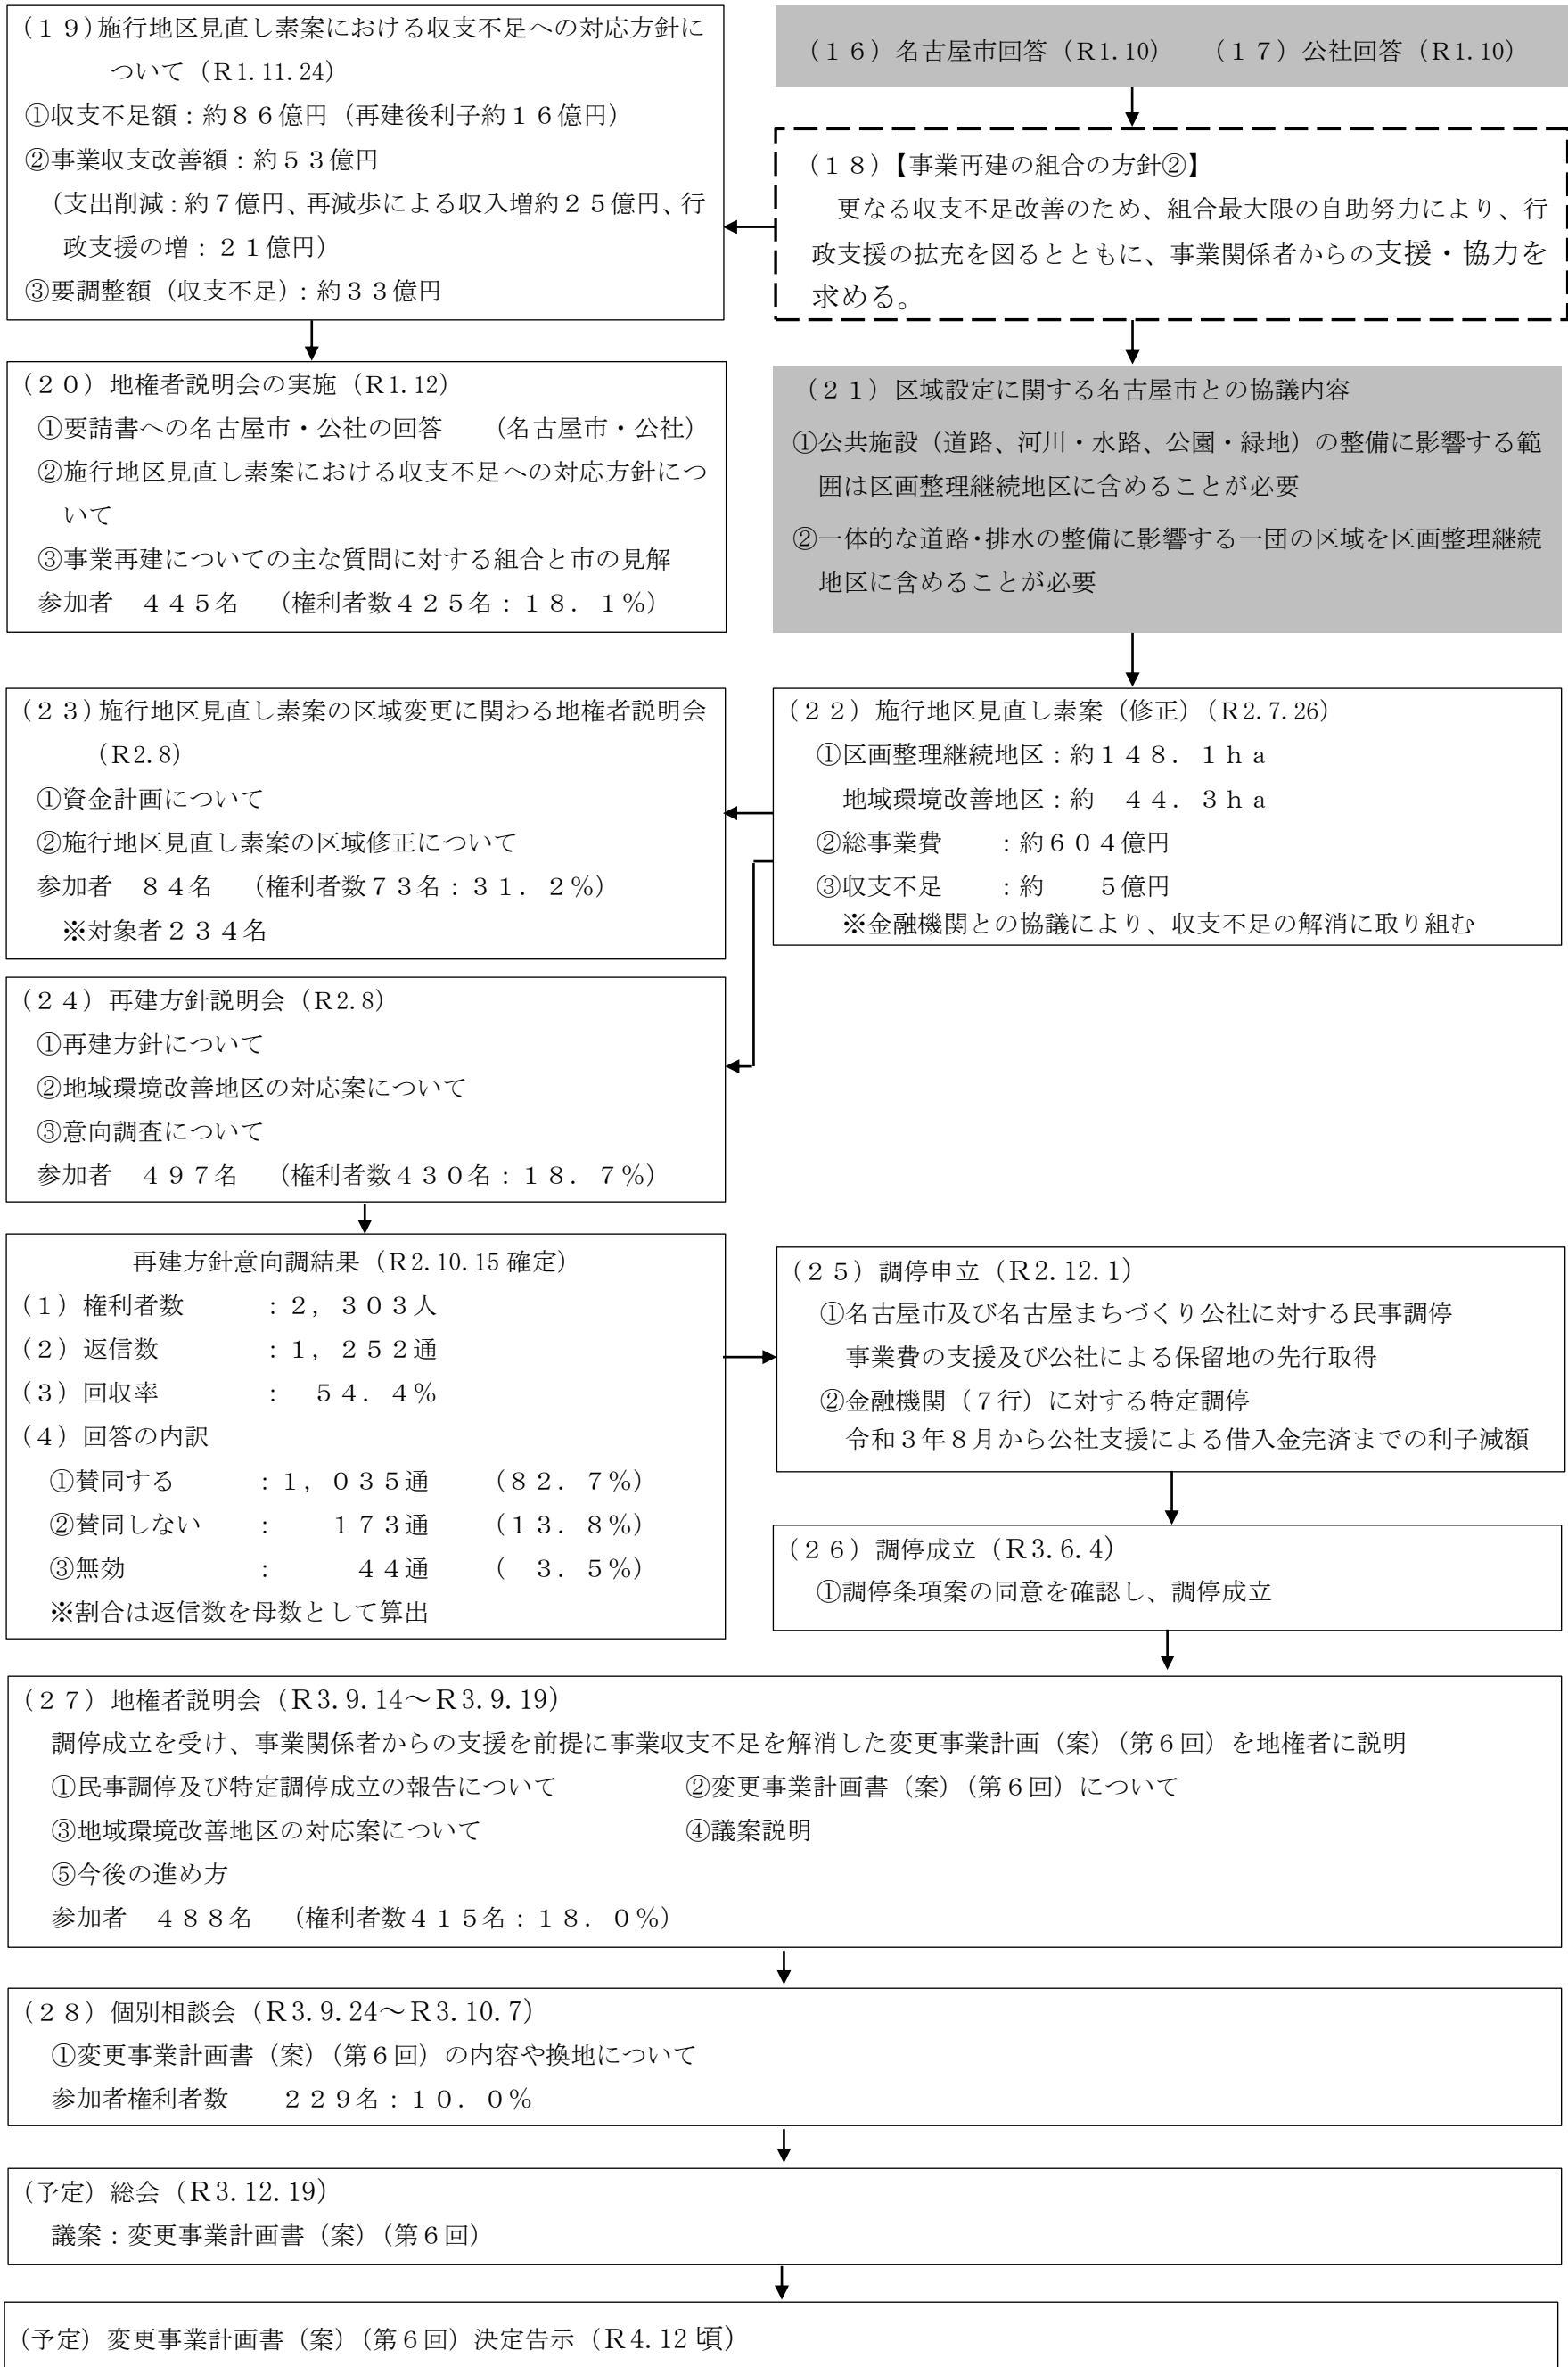 (19)施行地区見直し素案における収支不足への対応方針に
ついて(R1.11.24)
①収支不足額:約86億円(再建後利子約16億円)
②事業収支改善額:約53億円
(支出削減:約7億円、再減歩による収入増約25億円、行
政支援の増:21億円)
③要調整額(収支不足):約33億円
(16)名古屋市回答(R1.10) (17)公社回答(R1.10)
(18)【事業再建の組合の方針②】
更なる収支不足改善のため、組合最大限の自助努力により、行
政支援の拡充を図るとともに、事業関係者からの支援・協力を
求める。
(20)地権者説明会の実施(R1.12)
①要請書への名古屋市・公社の回答 (名古屋市・公社)
②施行地区見直し素案における収支不足への対応方針につ
いて
③事業再建についての主な質問に対する組合と市の見解
参加者 445名 (権利者数425名:18.1%)
(21)区域設定に関する名古屋市との協議内容
①公共施設(道路、河川・水路、公園・緑地)の整備に影響する範
囲は区画整理継続地区に含めることが必要
②一体的な道路・排水の整備に影響する一団の区域を区画整理継続
地区に含めることが必要
(22)施行地区見直し素案(修正)(R2.7.26)
①区画整理継続地区:約148.1ha
地域環境改善地区:約 44.3ha
②総事業費 :約604億円
③収支不足 :約 5億円
※金融機関との協議により、収支不足の解消に取り組む
(23)施行地区見直し素案の区域変更に関わる地権者説明会
(R2.8)
①資金計画について
②施行地区見直し素案の区域修正について
参加者 84名 (権利者数73名:31.2%)
※対象者234名
(24)再建方針説明会(R2.8)
①再建方針について
②地域環境改善地区の対応案について
③意向調査について
参加者 497名 (権利者数430名:18.7%)
再建方針意向調結果(R2.10.15確定)
(1)権利者数 :2,303人
(2)返信数 :1,252通
(3)回収率 : 54.4%
(4)回答の内訳
①賛同する :1,035通 (82.7%)
②賛同しない : 173通 (13.8%)
③無効 : 44通 ( 3.5%)
※割合は返信数を母数として算出
(25)調停申立(R2.12.1)
①名古屋市及び名古屋まちづくり公社に対する民事調停
事業費の支援及び公社による保留地の先行取得
②金融機関(7行)に対する特定調停
令和3年8月から公社支援による借入金完済までの利子減額
(26)調停成立(R3.6.4)
①調停条項案の同意を確認し、調停成立
(27)地権者説明会(R3.9.14~R3.9.19)
調停成立を受け、事業関係者からの支援を前提に事業収支不足を解消した変更事業計画(案)(第6回)を地権者に説明
①民事調停及び特定調停成立の報告について ②変更事業計画書(案)(第6回)について
③地域環境改善地区の対応案について ④議案説明
⑤今後の進め方
参加者 488名 (権利者数415名:18.0%)
(28)個別相談会(R3.9.24~R3.10.7)
①変更事業計画書(案)(第6回)の内容や換地について
参加者権利者数 229名:10.0%
(予定)総会(R3.12.19)
議案:変更事業計画書(案)(第6回)
(予定)変更事業計画書(案)(第6回)決定告示(R4.12頃)